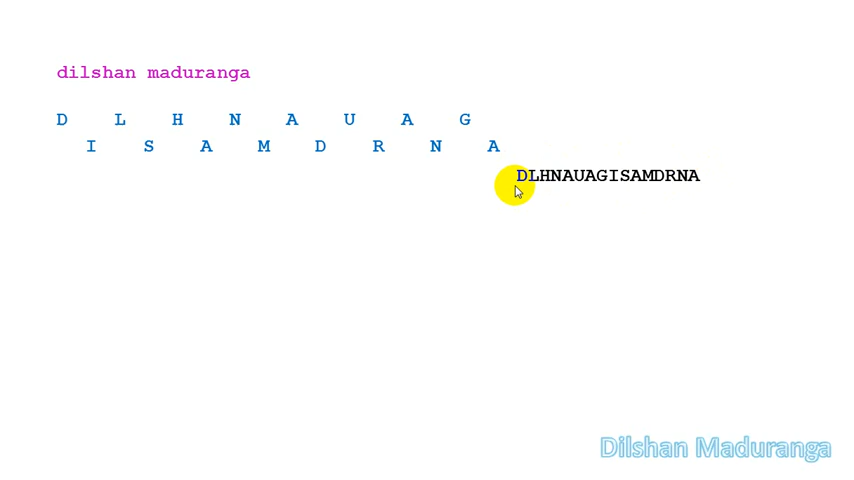 dilshan maduranga
D L H N A U A G
I S A M D R N A
DLHNAUAGISAMDRNA
Dilshan Maduranga